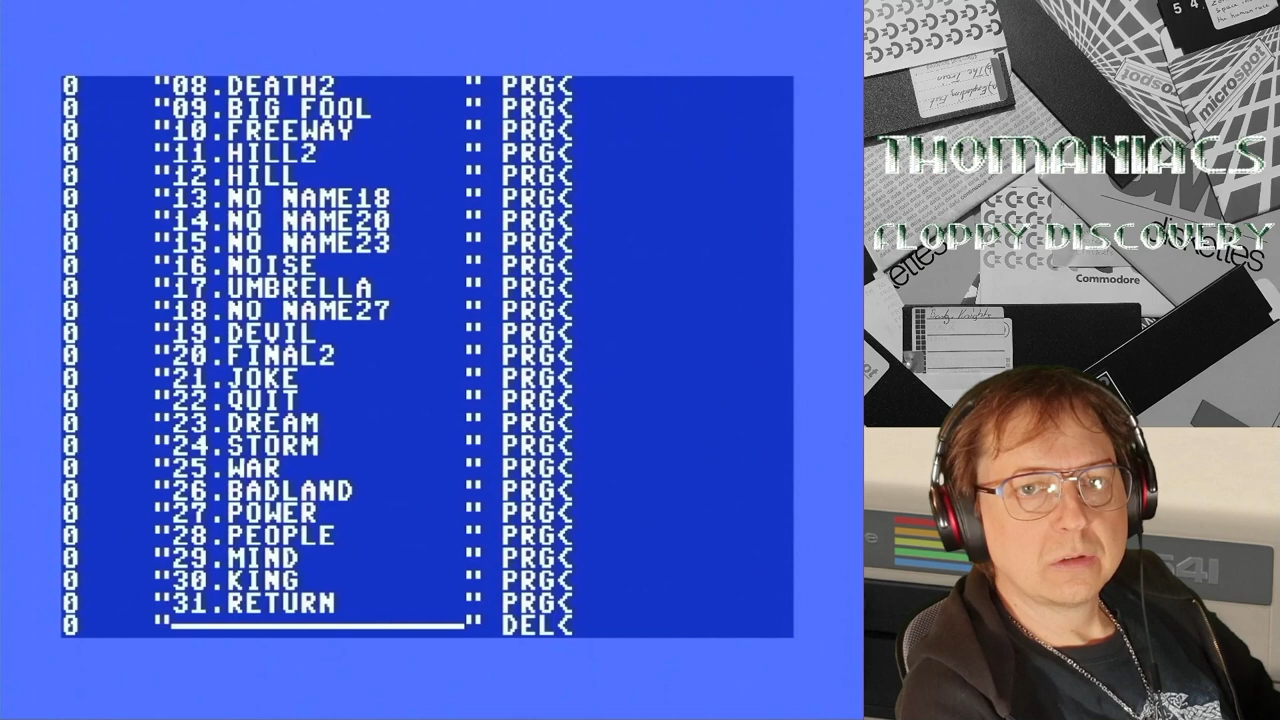 0 "08.DEATH2 " PRG<
0 "09.BIG FOOL " PRG<
0 "10.FREEWAY " PRG<
0 "11.HILL2 " PRG<
0 "12.HILL " PRG<
0 "13.NO NAME18 " PRG<
0 "14.NO NAME20 " PRG<
0 "15.NO NAME23 " PRG<
0 "16.NOISE " PRG<
0 "17.UMBRELLA " PRG<
0 "18.NO NAME27 " PRG<
0 "19.DEVIL " PRG<
0 "20.FINAL2 " PRG<
0 "21.JOKE " PRG<
0 "22.QUIT " PRG<
0 "23.DREAM " PRG<
0 "24.STORM " PRG<
0 "25.WAR " PRG<
0 "26.BADLAND " PRG<
0 "27.POWER " PRG<
0 "28.PEOPLE " PRG<
0 "29.MIND " PRG<
0 "30.KING " PRG<
0 "31.RETURN " PRG<
0 " " DEL<
THOMANIACS
FLOPPY DISCOVERY
microspot
diskettes
Commodore
541